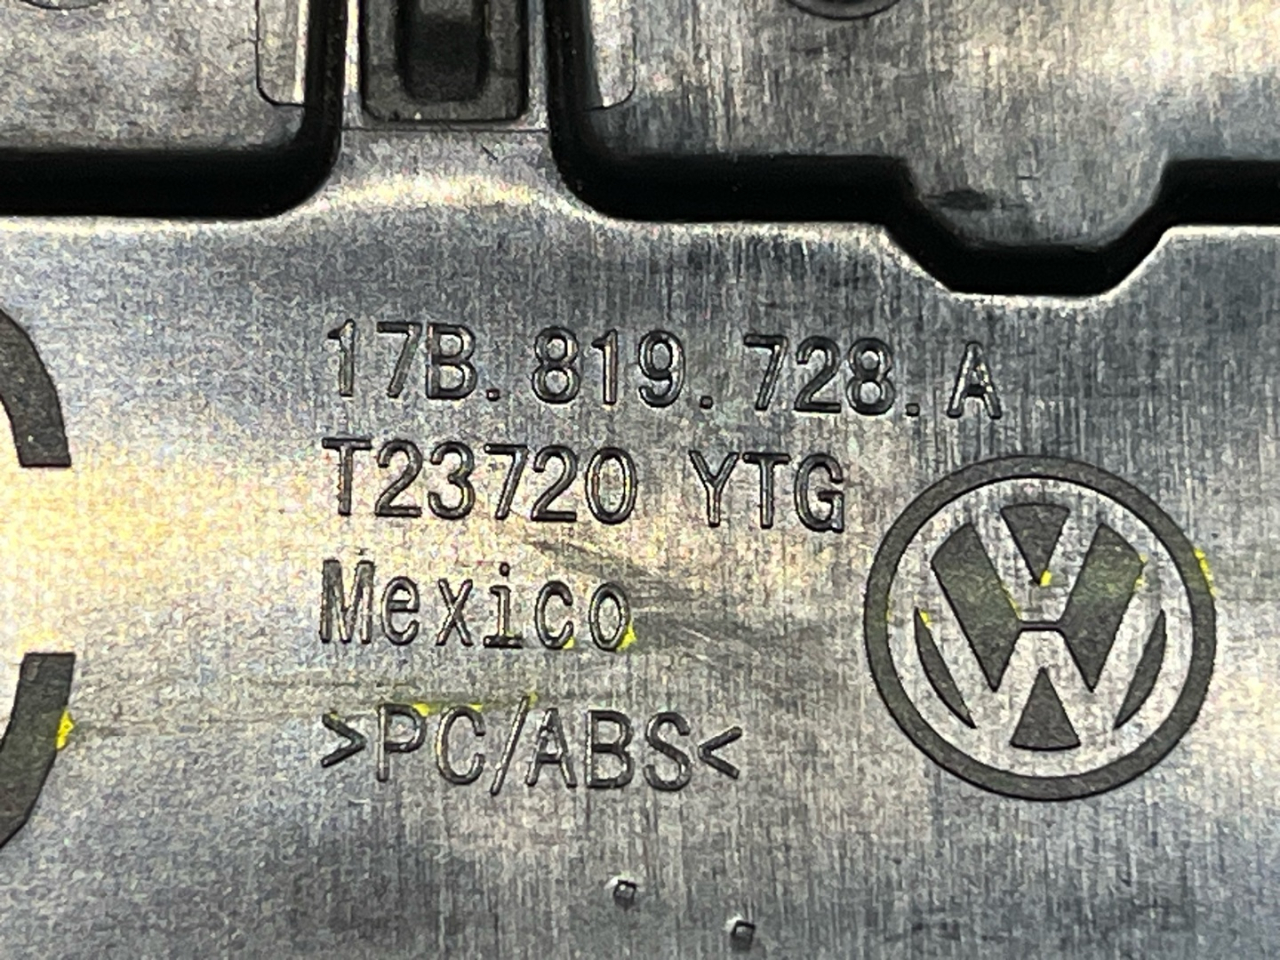 17B.819.728.A
T23720 YTG
Mexico
>PC/ABS<